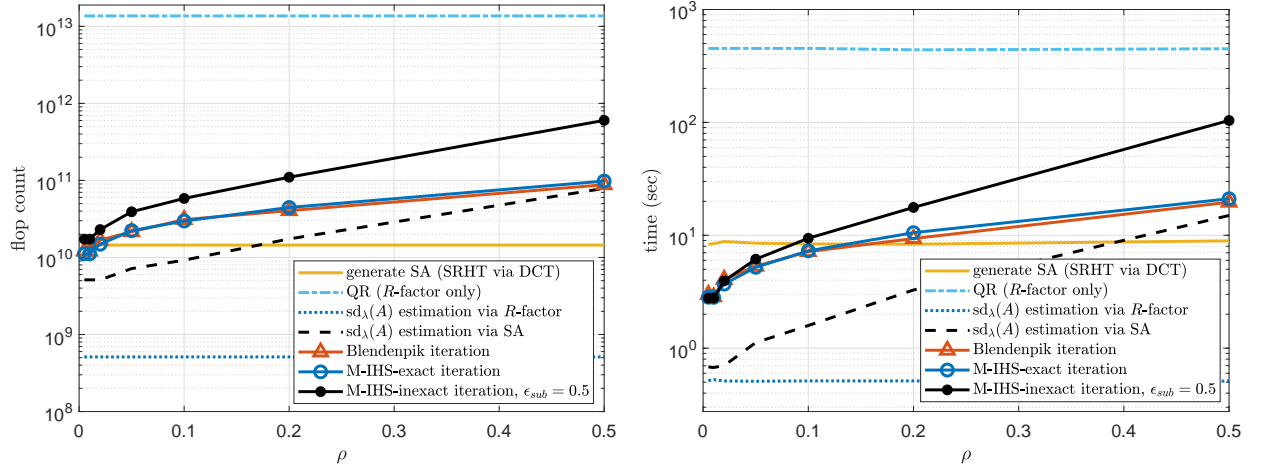 10^13
10^12
10^11
10^10
10^9
10^8
flop count
0 0.1 0.2 0.3 0.4 0.5
ρ
generate SA (SRHT via DCT)
QR (R-factor only)
sd_λ(A) estimation via R-factor
sd_λ(A) estimation via SA
Blendenpik iteration
M-IHS-exact iteration
M-IHS-inexact iteration, ϵ_sub = 0.5
10^3
10^2
10^1
10^0
time (sec)
0 0.1 0.2 0.3 0.4 0.5
ρ
generate SA (SRHT via DCT)
QR (R-factor only)
sd_λ(A) estimation via R-factor
sd_λ(A) estimation via SA
Blendenpik iteration
M-IHS-exact iteration
M-IHS-inexact iteration, ϵ_sub = 0.5